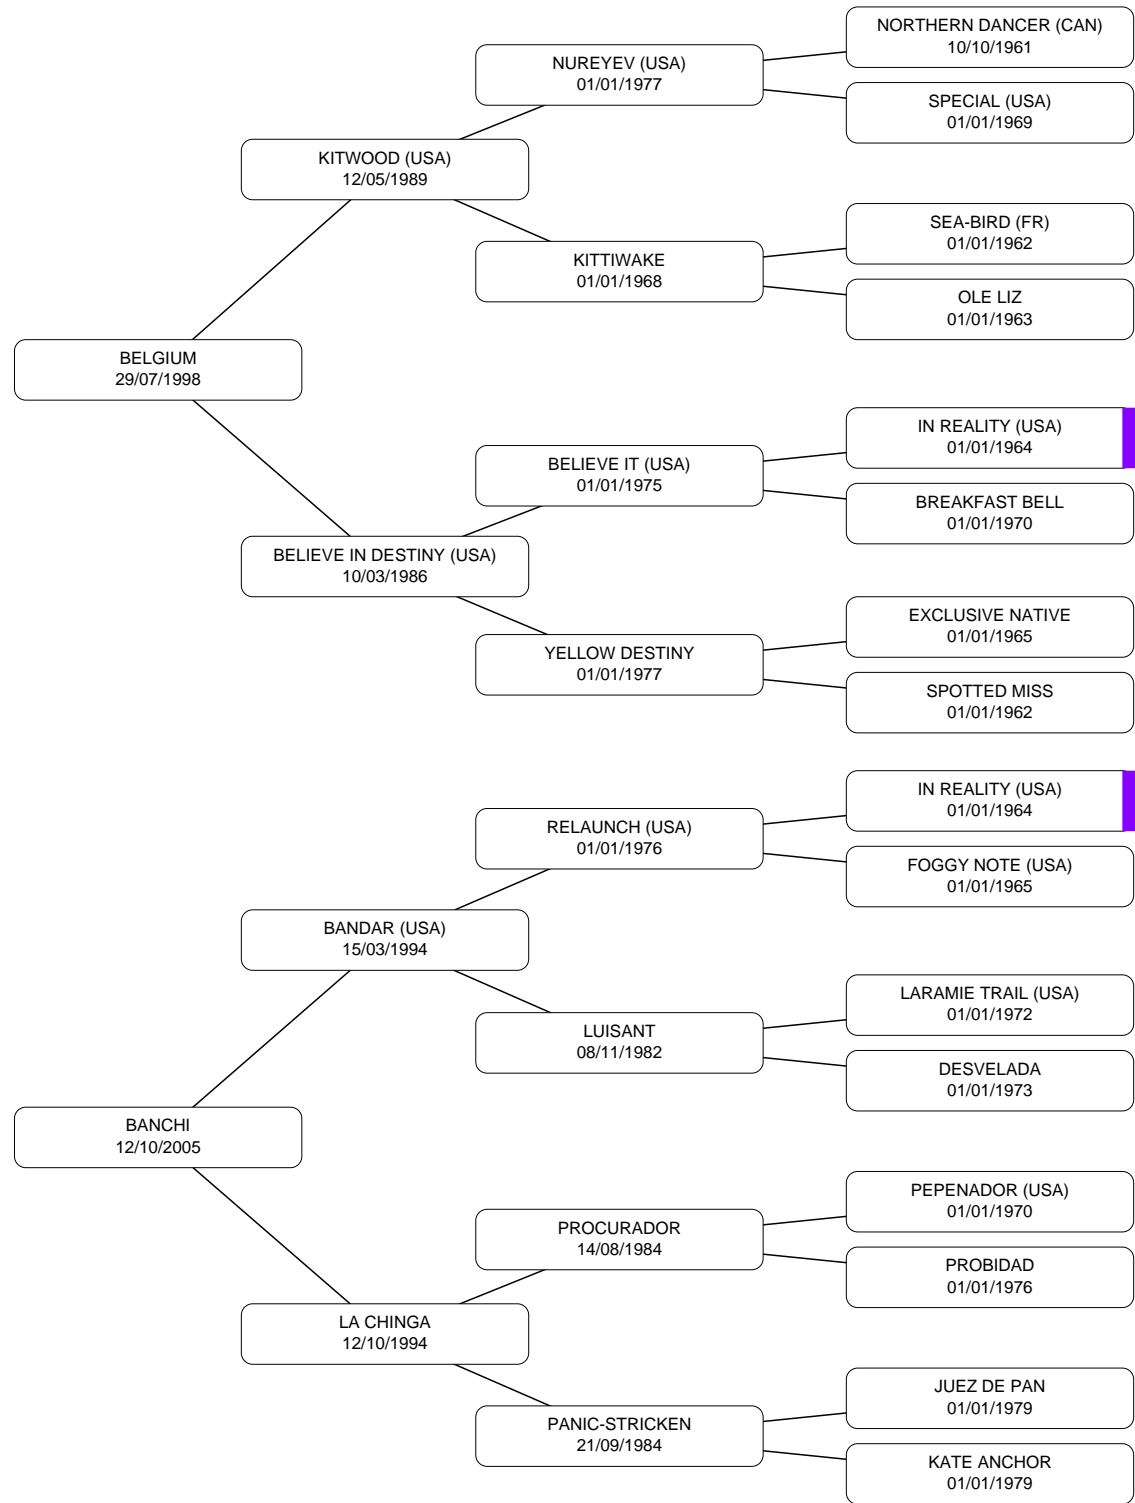 NORTHERN DANCER (CAN)
10/10/1961
NUREYEV (USA)
01/01/1977
SPECIAL (USA)
01/01/1969
KITWOOD (USA)
12/05/1989
SEA-BIRD (FR)
01/01/1962
KITTIWAKE
01/01/1968
OLE LIZ
01/01/1963
BELGIUM
29/07/1998
IN REALITY (USA)
01/01/1964
BELIEVE IT (USA)
01/01/1975
BREAKFAST BELL
01/01/1970
BELIEVE IN DESTINY (USA)
10/03/1986
EXCLUSIVE NATIVE
01/01/1965
YELLOW DESTINY
01/01/1977
SPOTTED MISS
01/01/1962
IN REALITY (USA)
01/01/1964
RELAUNCH (USA)
01/01/1976
FOGGY NOTE (USA)
01/01/1965
BANDAR (USA)
15/03/1994
LARAMIE TRAIL (USA)
01/01/1972
LUISANT
08/11/1982
DESVELADA
01/01/1973
BANCHI
12/10/2005
PEPENADOR (USA)
01/01/1970
PROCURADOR
14/08/1984
PROBIDAD
01/01/1976
LA CHINGA
12/10/1994
JUEZ DE PAN
01/01/1979
PANIC-STRICKEN
21/09/1984
KATE ANCHOR
01/01/1979